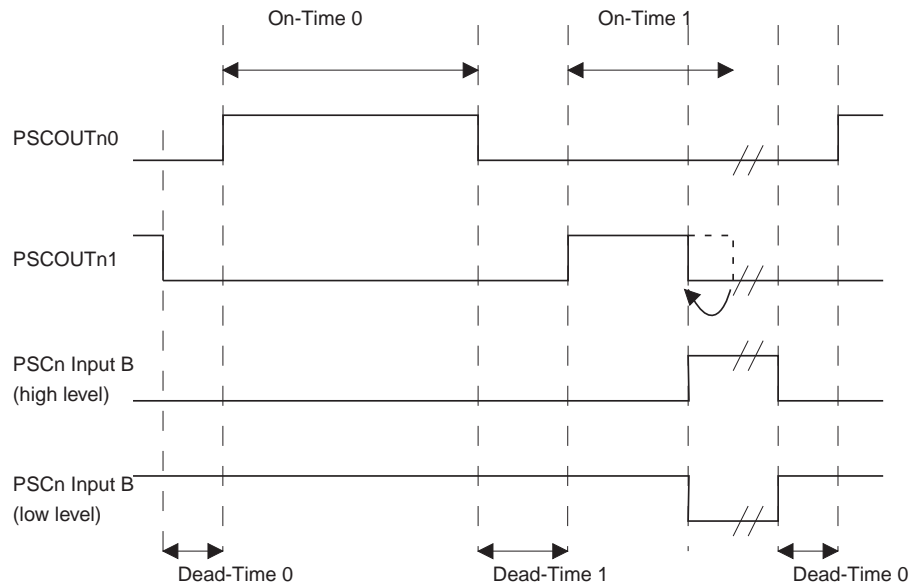 On-Time 0
On-Time 1
PSCOUTn0
PSCOUTn1
PSCn Input B
(high level)
PSCn Input B
(low level)
Dead-Time 0
Dead-Time 1
Dead-Time 0